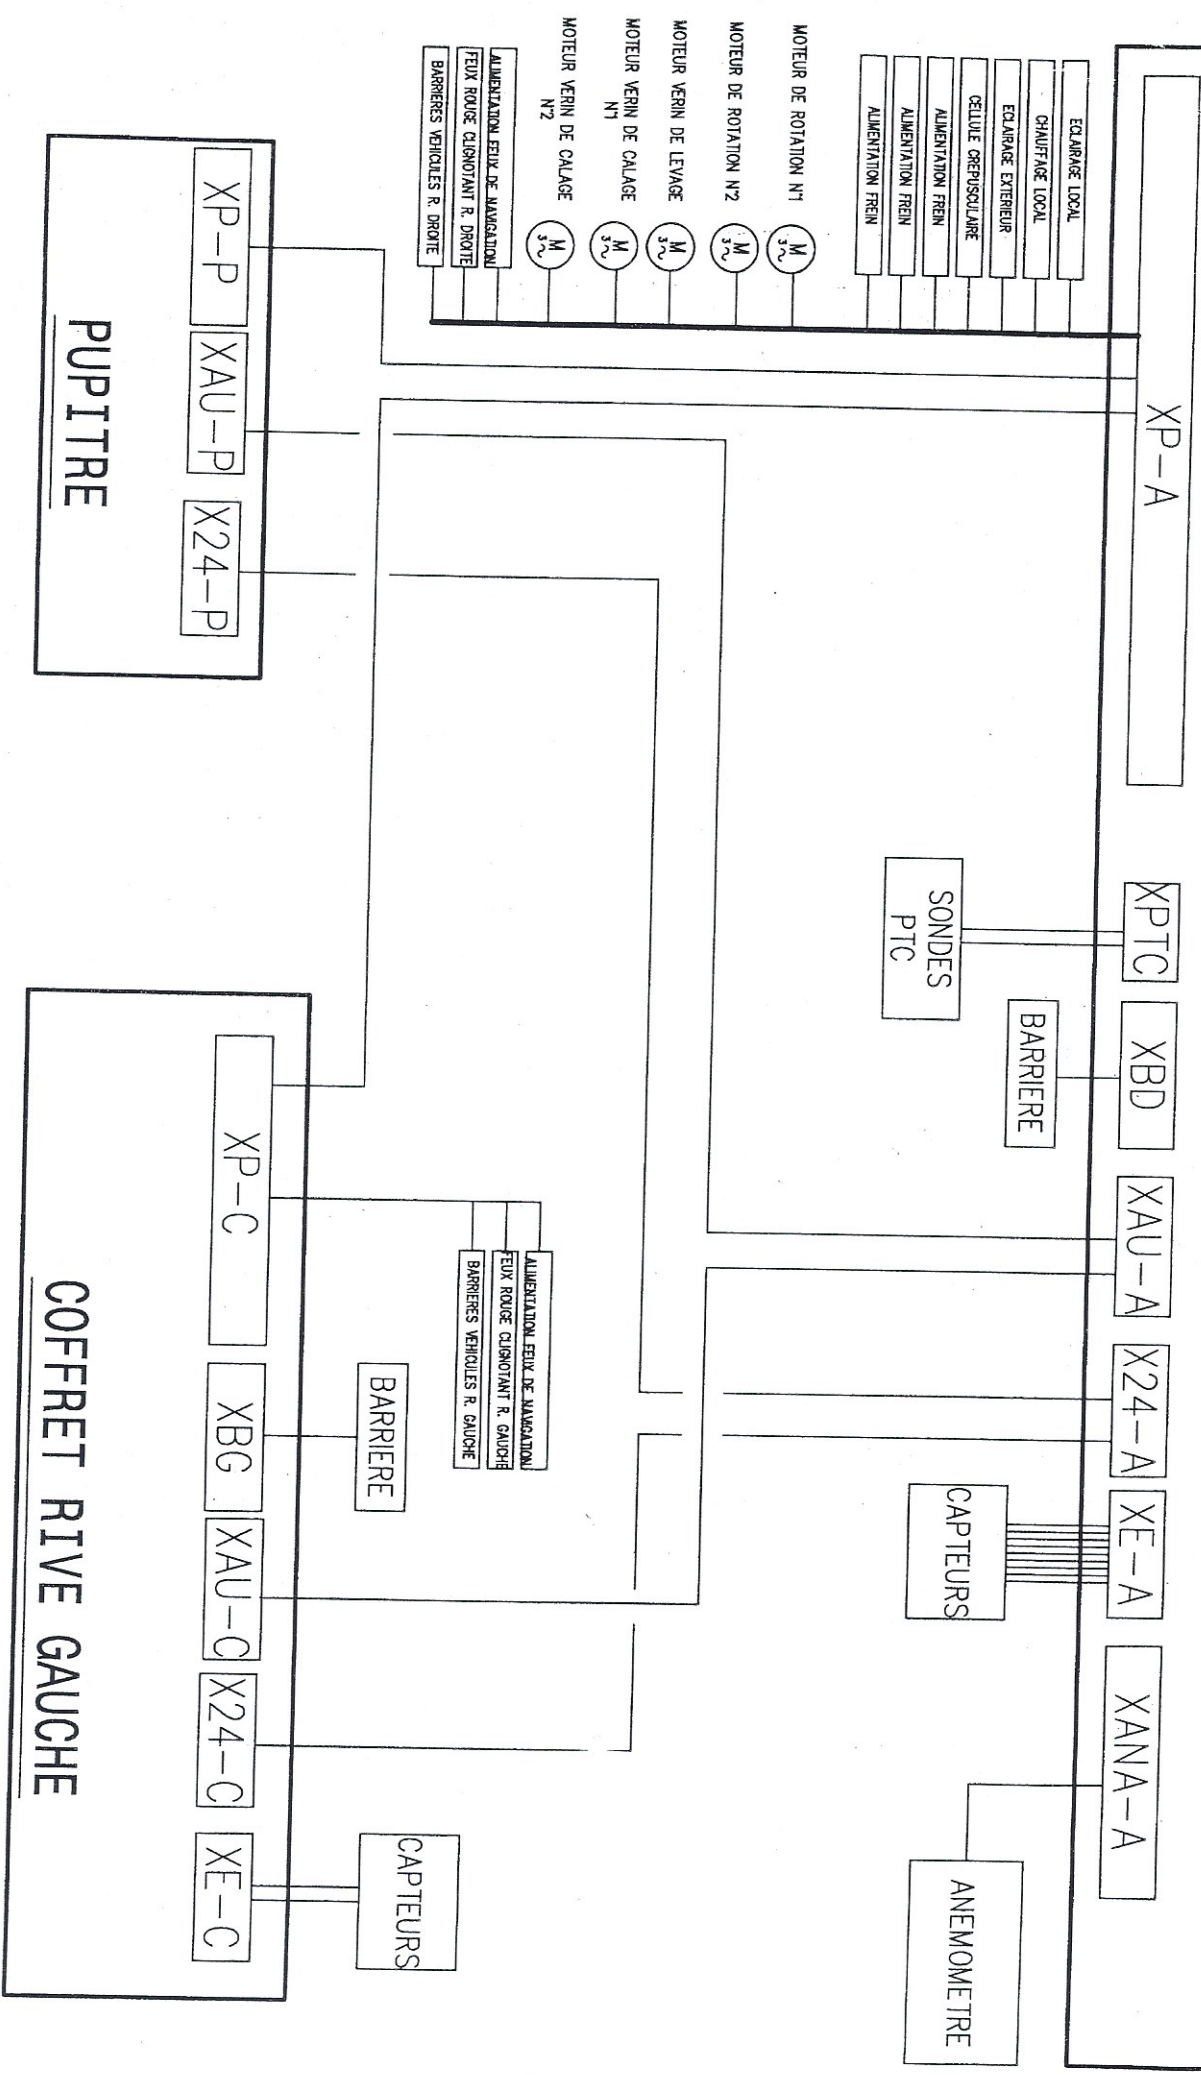 XP-A
XPTC
XBD
XAU-A
X24-A
XE-A
XANA-A
ECLAIRAGE LOCAL
CHAUFFAGE LOCAL
ECLAIRAGE EXTERIEUR
CELLULE CREPUSCULAIRE
ALIMENTATION FREIN
ALIMENTATION FREIN
ALIMENTATION FREIN
MOTEUR DE ROTATION N°1
M
3~
MOTEUR DE ROTATION N°2
M
3~
MOTEUR VERIN DE LEVAGE
M
3~
MOTEUR VERIN DE CALAGE
N°1
M
3~
MOTEUR VERIN DE CALAGE
N°2
M
3~
ALIMENTATION FEUX DE NAVIGATION
FEUX ROUGE CLIGNOTANT R. DROITE
BARRIERES VEHICULES R. DROITE
SONDES
PTC
BARRIERE
CAPTEURS
ANEMOMETRE
ALIMENTATION FEUX DE NAVIGATION
FEUX ROUGE CLIGNOTANT R. GAUCHE
BARRIERES VEHICULES R. GAUCHE
BARRIERE
CAPTEURS
XP-P
XAU-P
X24-P
PUPITRE
XP-C
XBG
XAU-C
X24-C
XE-C
COFFRET RIVE GAUCHE